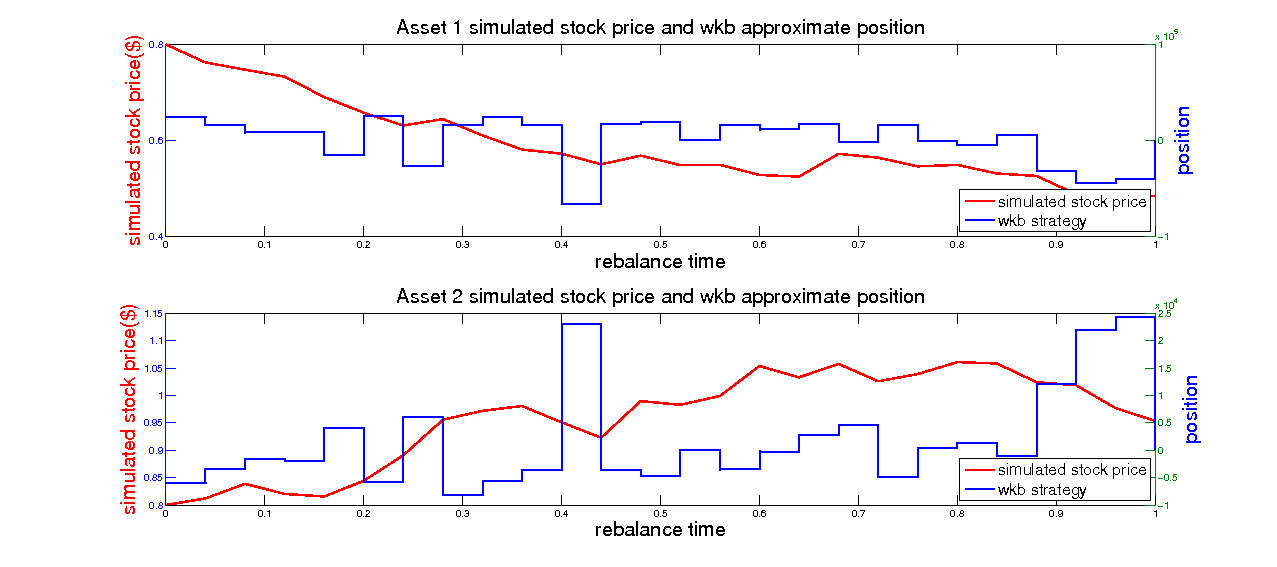 Asset 1 simulated stock price and wkb approximate position
x 10^5
0.8 1
simulated stock price($)
0.6 0
position
simulated stock price
wkb strategy
0.4 -1
0 0.1 0.2 0.3 0.4 0.5 0.6 0.7 0.8 0.9 1
rebalance time
Asset 2 simulated stock price and wkb approximate position
x 10^4
1.15 2.5
1.1 2
1.05 1.5
simulated stock price($)
1 1
position
0.95 0.5
0.9 0
0.85 -0.5
simulated stock price
wkb strategy
0.8 -1
0 0.1 0.2 0.3 0.4 0.5 0.6 0.7 0.8 0.9 1
rebalance time